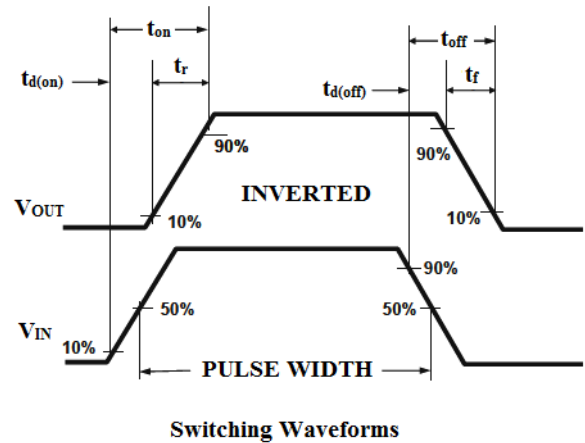 ton
toff
td(on)
tr
td(off)
tf
90%
90%
INVERTED
VOUT
10%
10%
90%
50%
50%
VIN
10%
PULSE WIDTH
Switching Waveforms